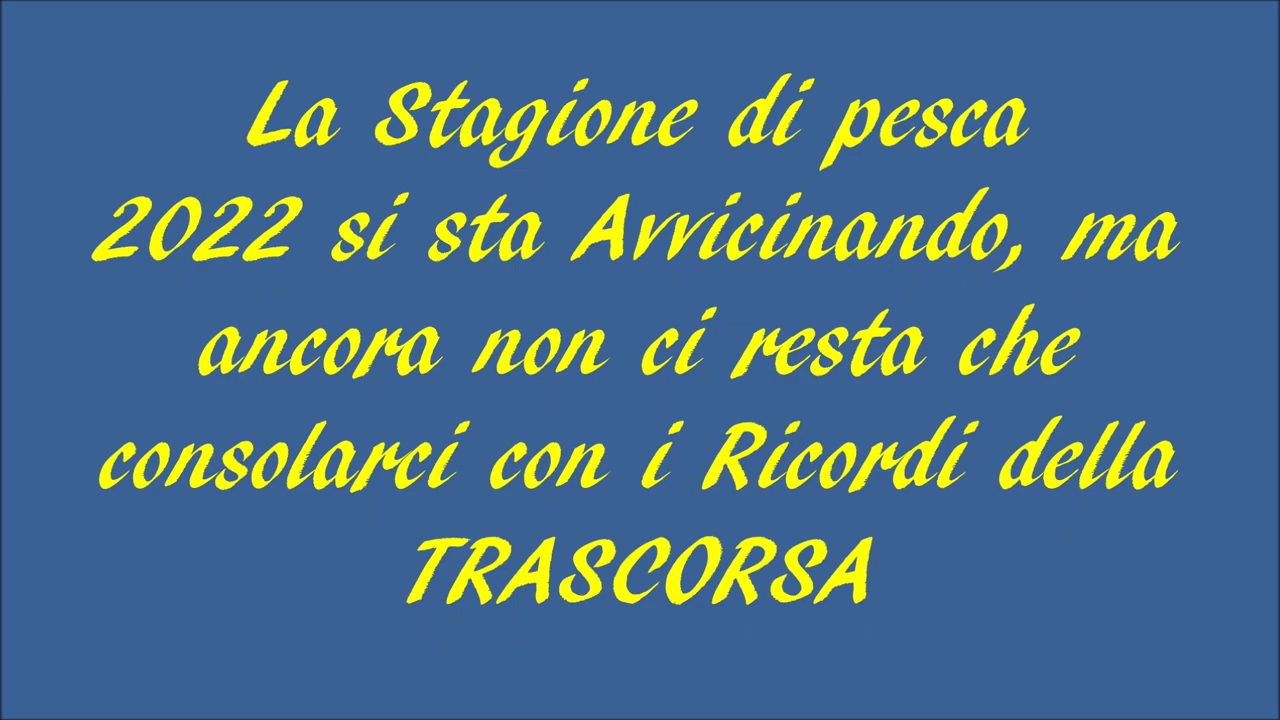 La Stagione di pesca
2022 si sta Avvicinando, ma
ancora non ci resta che
consolarci con i Ricordi della
TRASCORSA